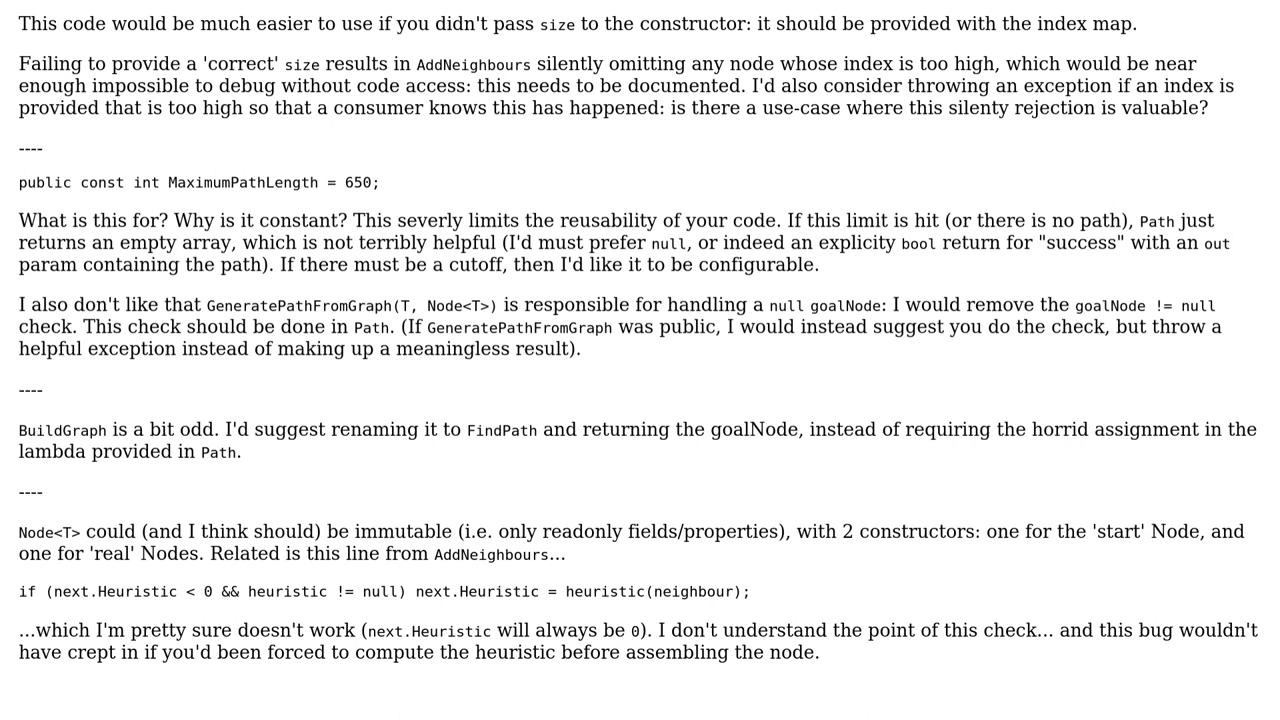 This code would be much easier to use if you didn't pass size to the constructor: it should be provided with the index map.
Failing to provide a 'correct' size results in AddNeighbours silently omitting any node whose index is too high, which would be near
enough impossible to debug without code access: this needs to be documented. I'd also consider throwing an exception if an index is
provided that is too high so that a consumer knows this has happened: is there a use-case where this silenty rejection is valuable?
----
public const int MaximumPathLength = 650;
What is this for? Why is it constant? This severly limits the reusability of your code. If this limit is hit (or there is no path), Path just
returns an empty array, which is not terribly helpful (I'd must prefer null, or indeed an explicity bool return for "success" with an out
param containing the path). If there must be a cutoff, then I'd like it to be configurable.
I also don't like that GeneratePathFromGraph(T, Node<T>) is responsible for handling a null goalNode: I would remove the goalNode != null
check. This check should be done in Path. (If GeneratePathFromGraph was public, I would instead suggest you do the check, but throw a
helpful exception instead of making up a meaningless result).
----
BuildGraph is a bit odd. I'd suggest renaming it to FindPath and returning the goalNode, instead of requiring the horrid assignment in the
lambda provided in Path.
----
Node<T> could (and I think should) be immutable (i.e. only readonly fields/properties), with 2 constructors: one for the 'start' Node, and
one for 'real' Nodes. Related is this line from AddNeighbours...
if (next.Heuristic < 0 && heuristic != null) next.Heuristic = heuristic(neighbour);
...which I'm pretty sure doesn't work (next.Heuristic will always be 0). I don't understand the point of this check... and this bug wouldn't
have crept in if you'd been forced to compute the heuristic before assembling the node.